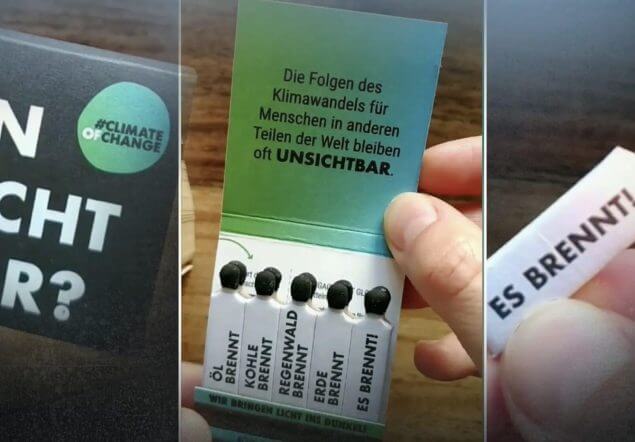 N
CHT
R?
#CLIMATE
OF CHANGE
Die Folgen des
Klimawandels für
Menschen in anderen
Teilen der Welt bleiben
oft UNSICHTBAR.
ÖL
BRENNT
KOHLE
BRENNT
REGENWALD
BRENNT
ERDE
BRENNT
ES BRENNT!
WIR BRINGEN LICHT INS DUNKEL!
ES BRENNT!